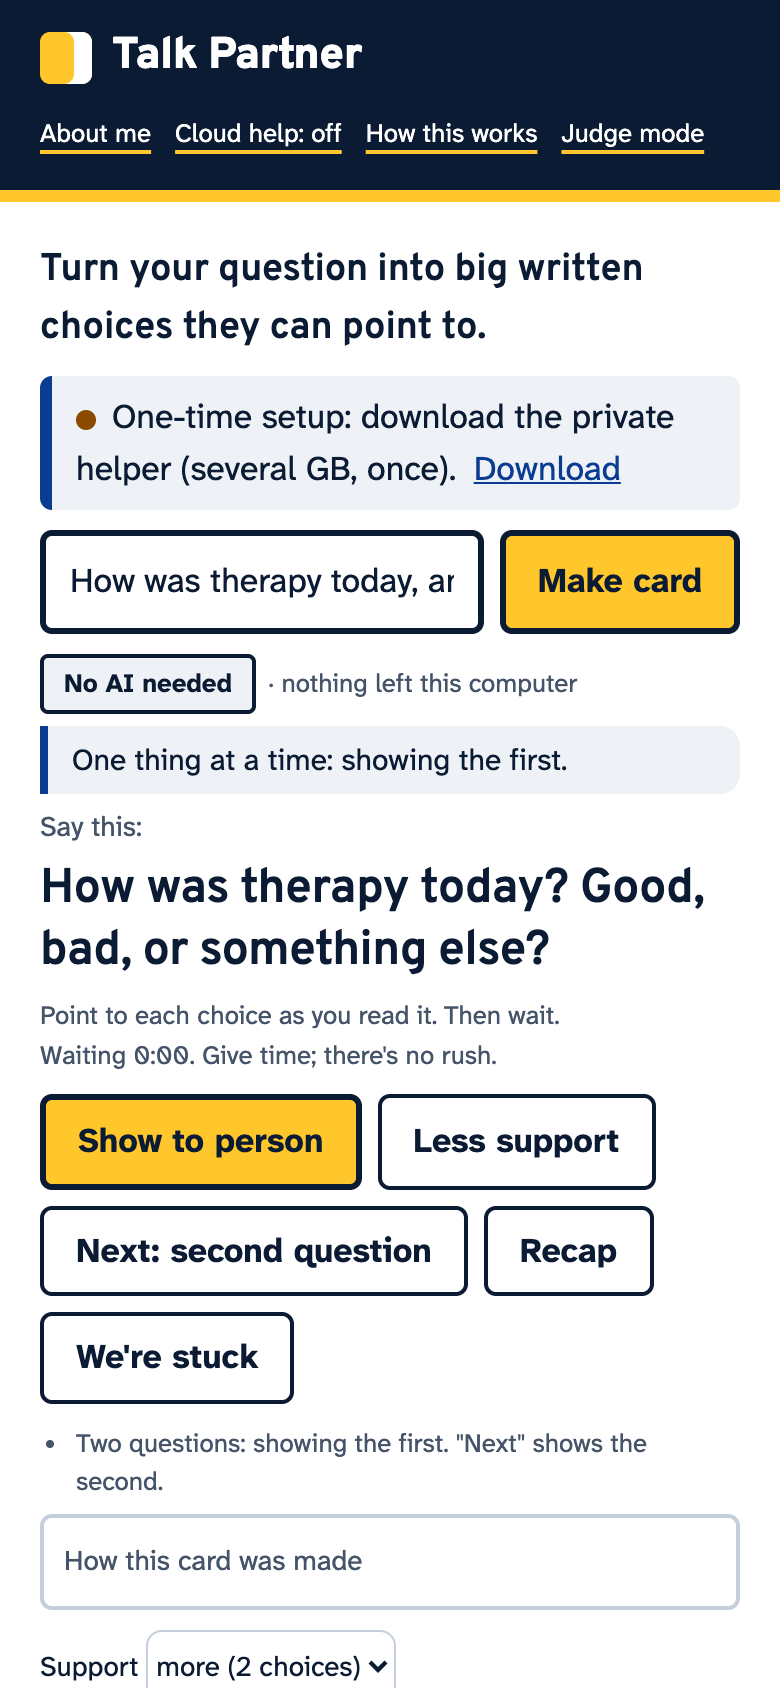 Talk Partner
About me Cloud help: off How this works Judge mode
Turn your question into big written
choices they can point to.
One-time setup: download the private
helper (several GB, once). Download
How was therapy today, ar
Make card
No AI needed · nothing left this computer
One thing at a time: showing the first.
Say this:
How was therapy today? Good,
bad, or something else?
Point to each choice as you read it. Then wait.
Waiting 0:00. Give time; there's no rush.
Show to person Less support
Next: second question Recap
We're stuck
• Two questions: showing the first. "Next" shows the
second.
How this card was made
Support more (2 choices)